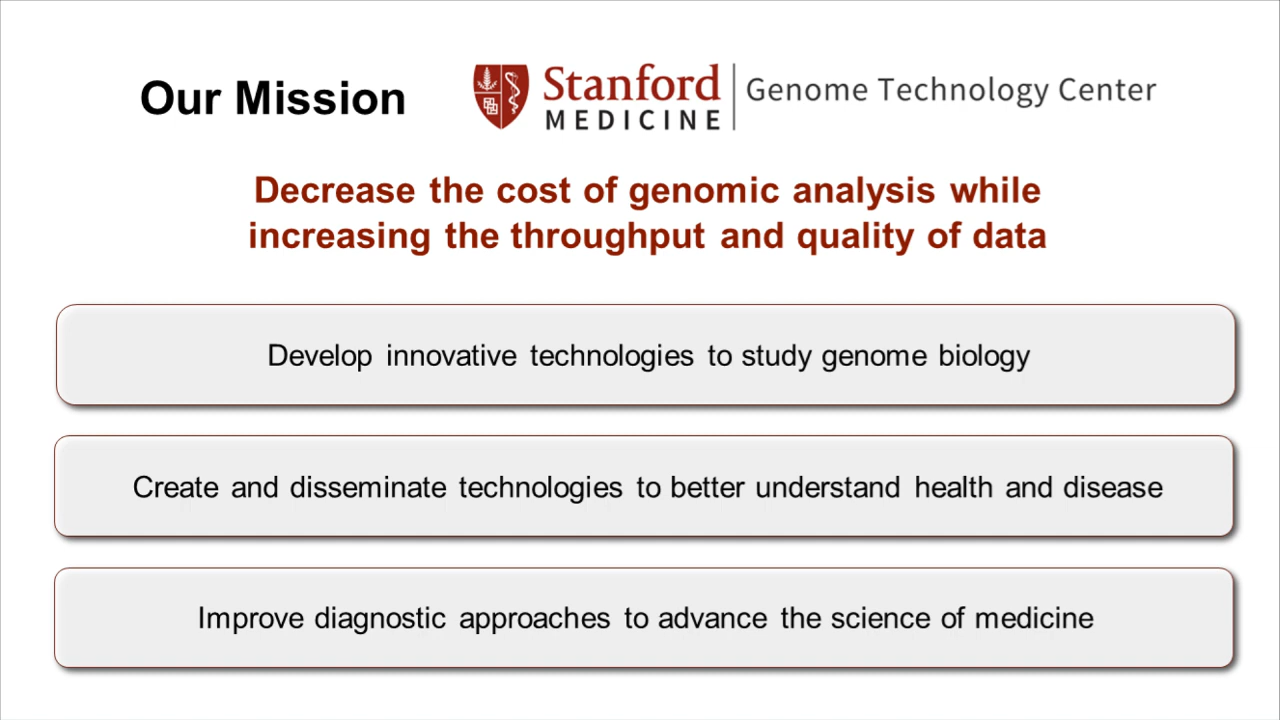 Our Mission
Stanford
MEDICINE
Genome Technology Center
Decrease the cost of genomic analysis while
increasing the throughput and quality of data
Develop innovative technologies to study genome biology
Create and disseminate technologies to better understand health and disease
Improve diagnostic approaches to advance the science of medicine